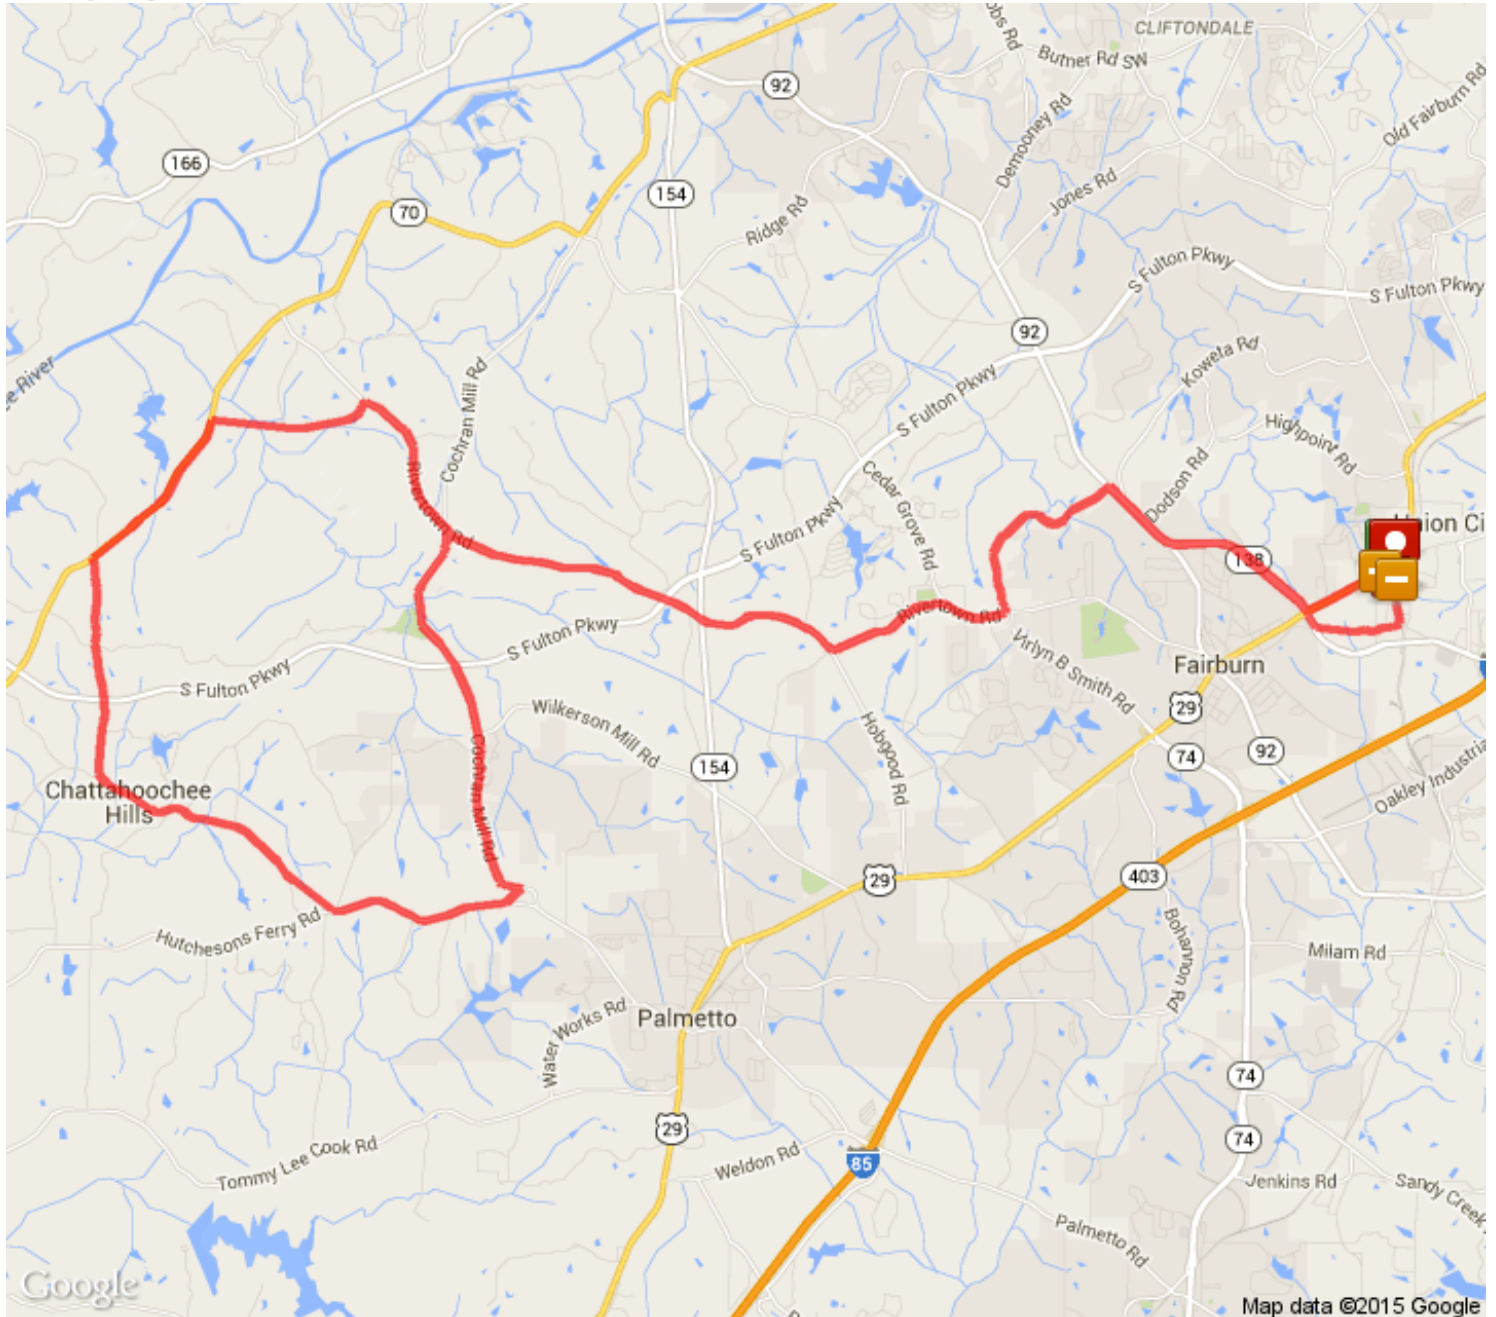 CLIFTONDALE
Butner Rd SW
92
Old Fairburn Rd
Demooney Rd
166
154
Jones Rd
70
Ridge Rd
S Fulton Pkwy
S Fulton Pkwy
92
Koweta Rd
River
Cochran Mill Rd
S Fulton Pkwy
Highpoint Rd
Dodson Rd
Cedar Grove Rd
Rivertown Rd
S Fulton Pkwy
138
Rivertown Rd
S Fulton Pkwy
Virlyn B Smith Rd
Fairburn
S Fulton Pkwy
Wilkerson Mill Rd
29
Hobgood Rd
92
74
154
Cochran Mill Rd
Chattahoochee
Hills
Oakley Industrial
29
403
Hutchesons Ferry Rd
Bohannon Rd
Milam Rd
Water Works Rd
Palmetto
74
29
74
Tommy Lee Cook Rd
Weldon Rd
85
Jenkins Rd
Sandy Creek
Palmetto Rd
Google
Map data ©2015 Google